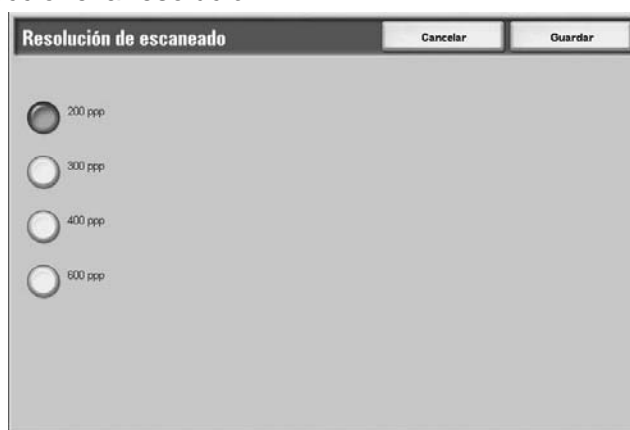 Resolución de escaneado Cancelar Guardar
200 ppp
300 ppp
400 ppp
600 ppp